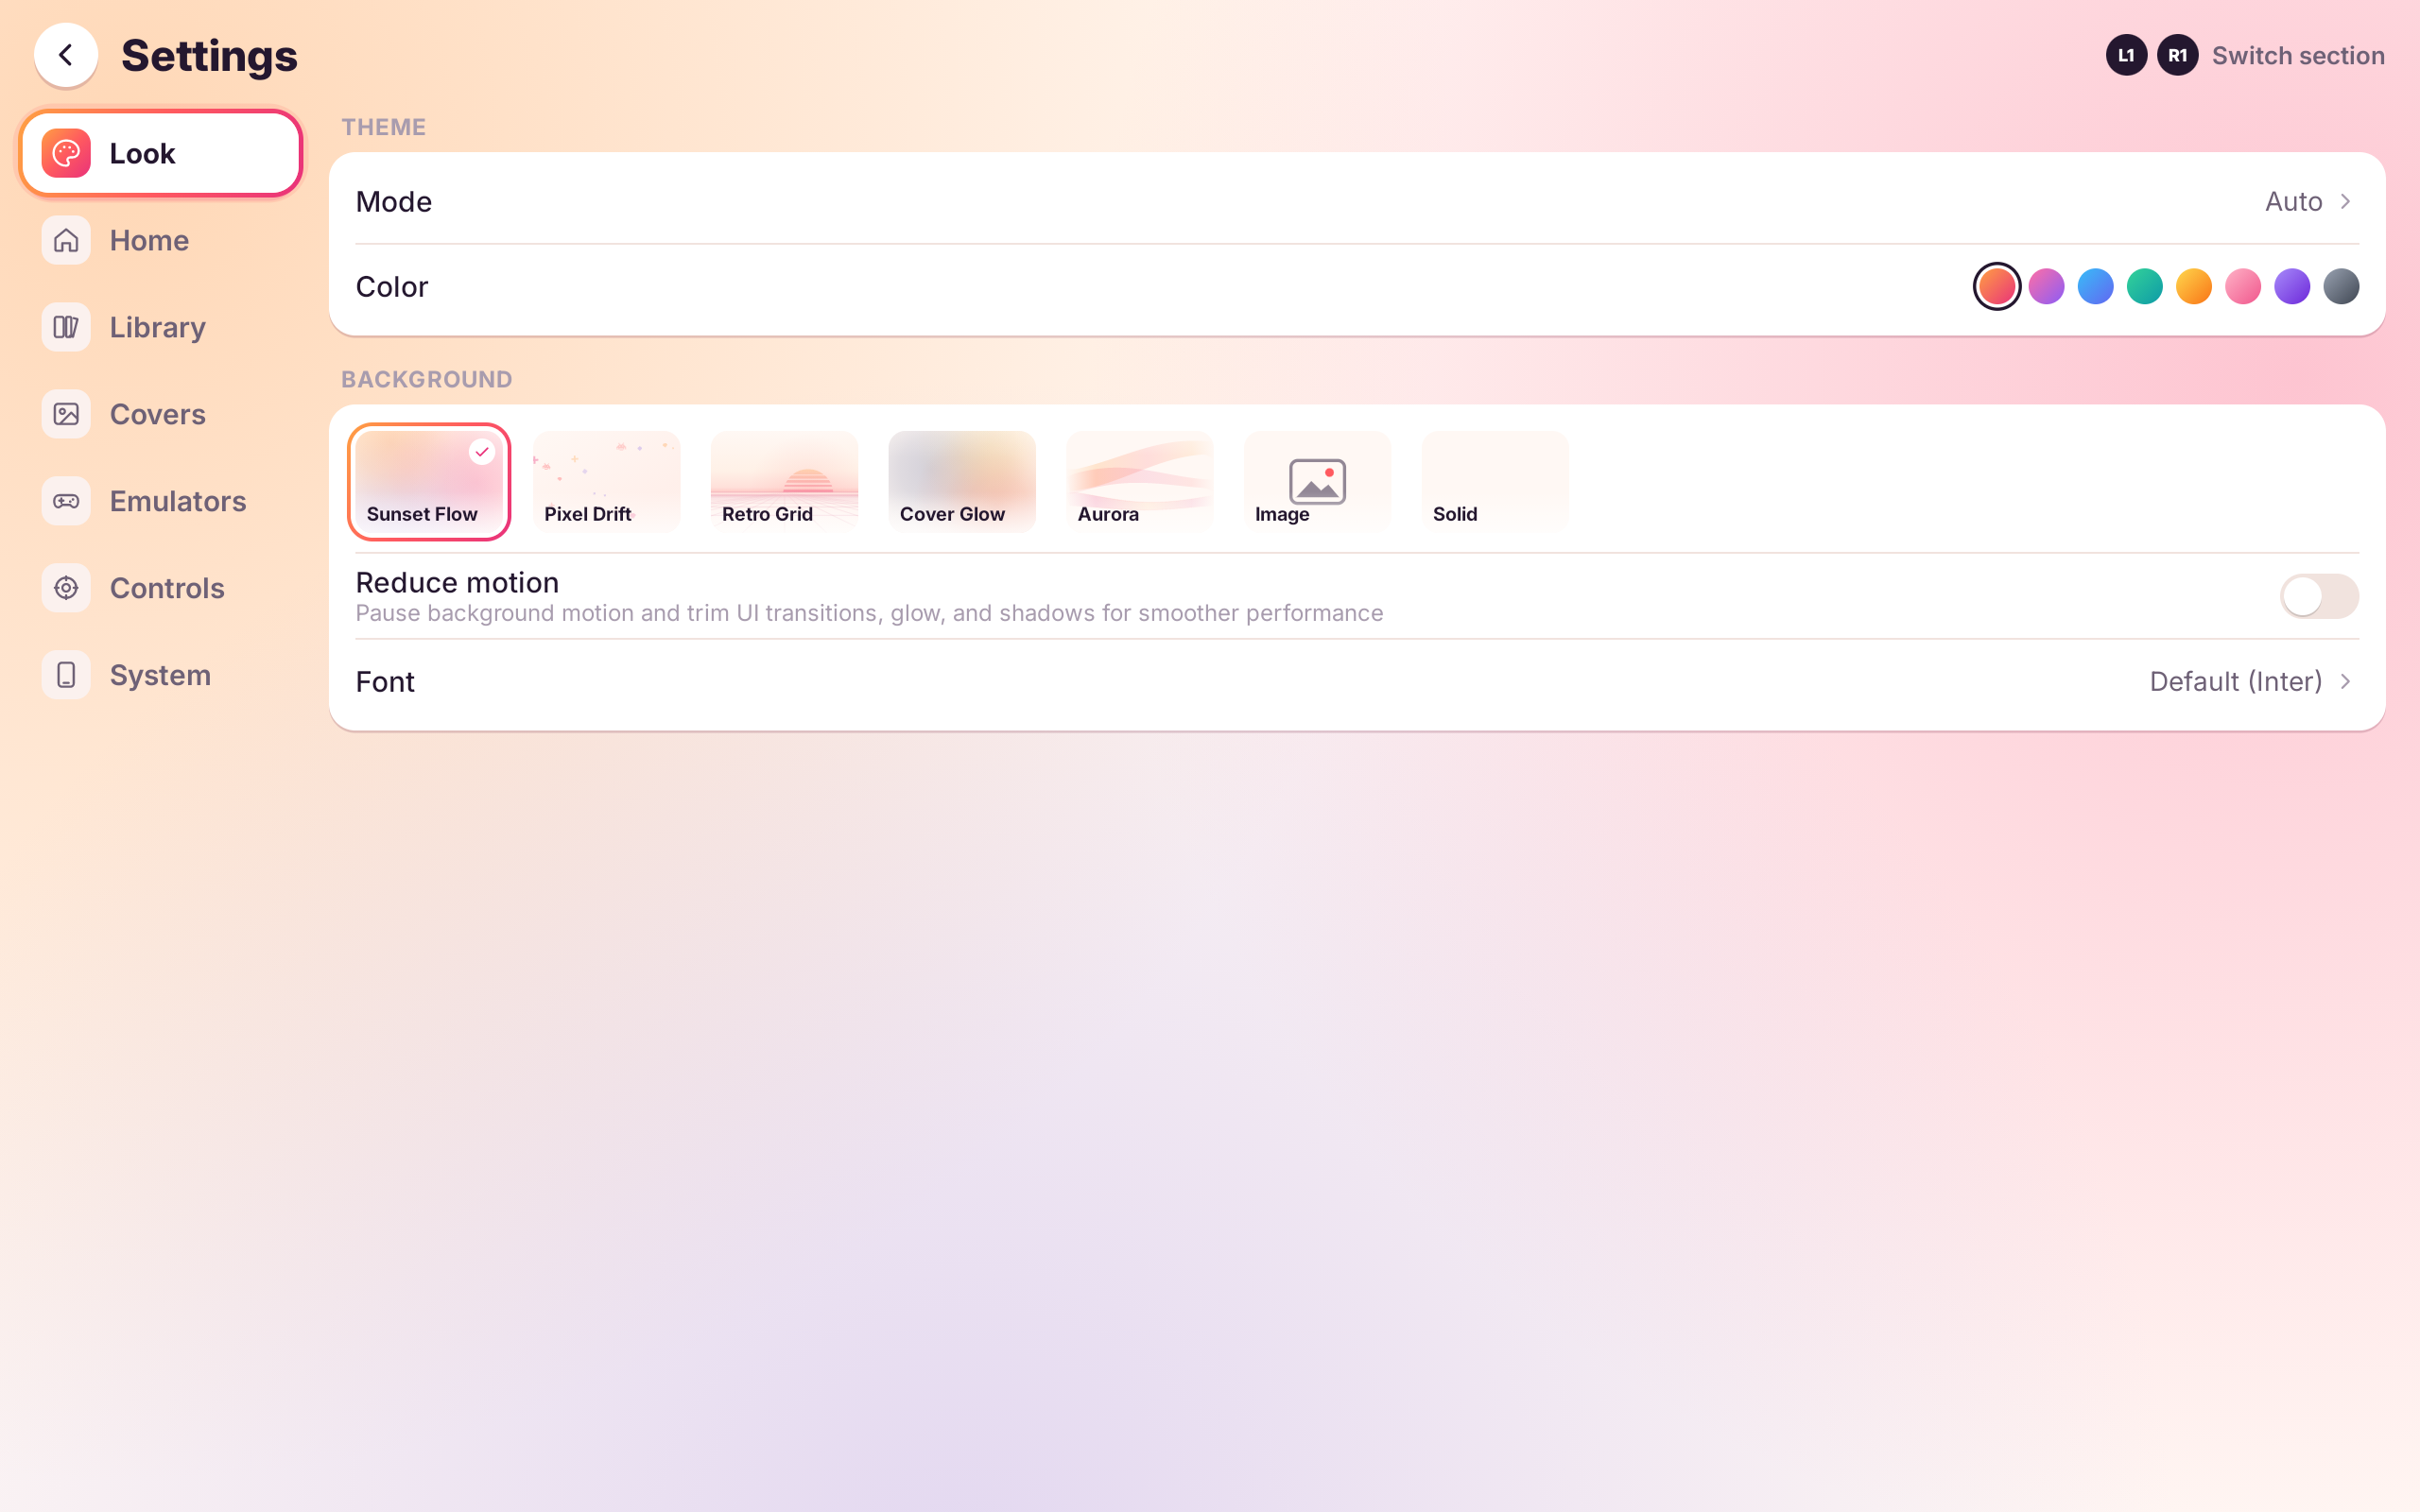 Settings
L1 R1 Switch section
Look
Home
Library
Covers
Emulators
Controls
System
THEME
Mode
Auto
Color
BACKGROUND
Sunset Flow
Pixel Drift
Retro Grid
Cover Glow
Aurora
Image
Solid
Reduce motion
Pause background motion and trim UI transitions, glow, and shadows for smoother performance
Font
Default (Inter)